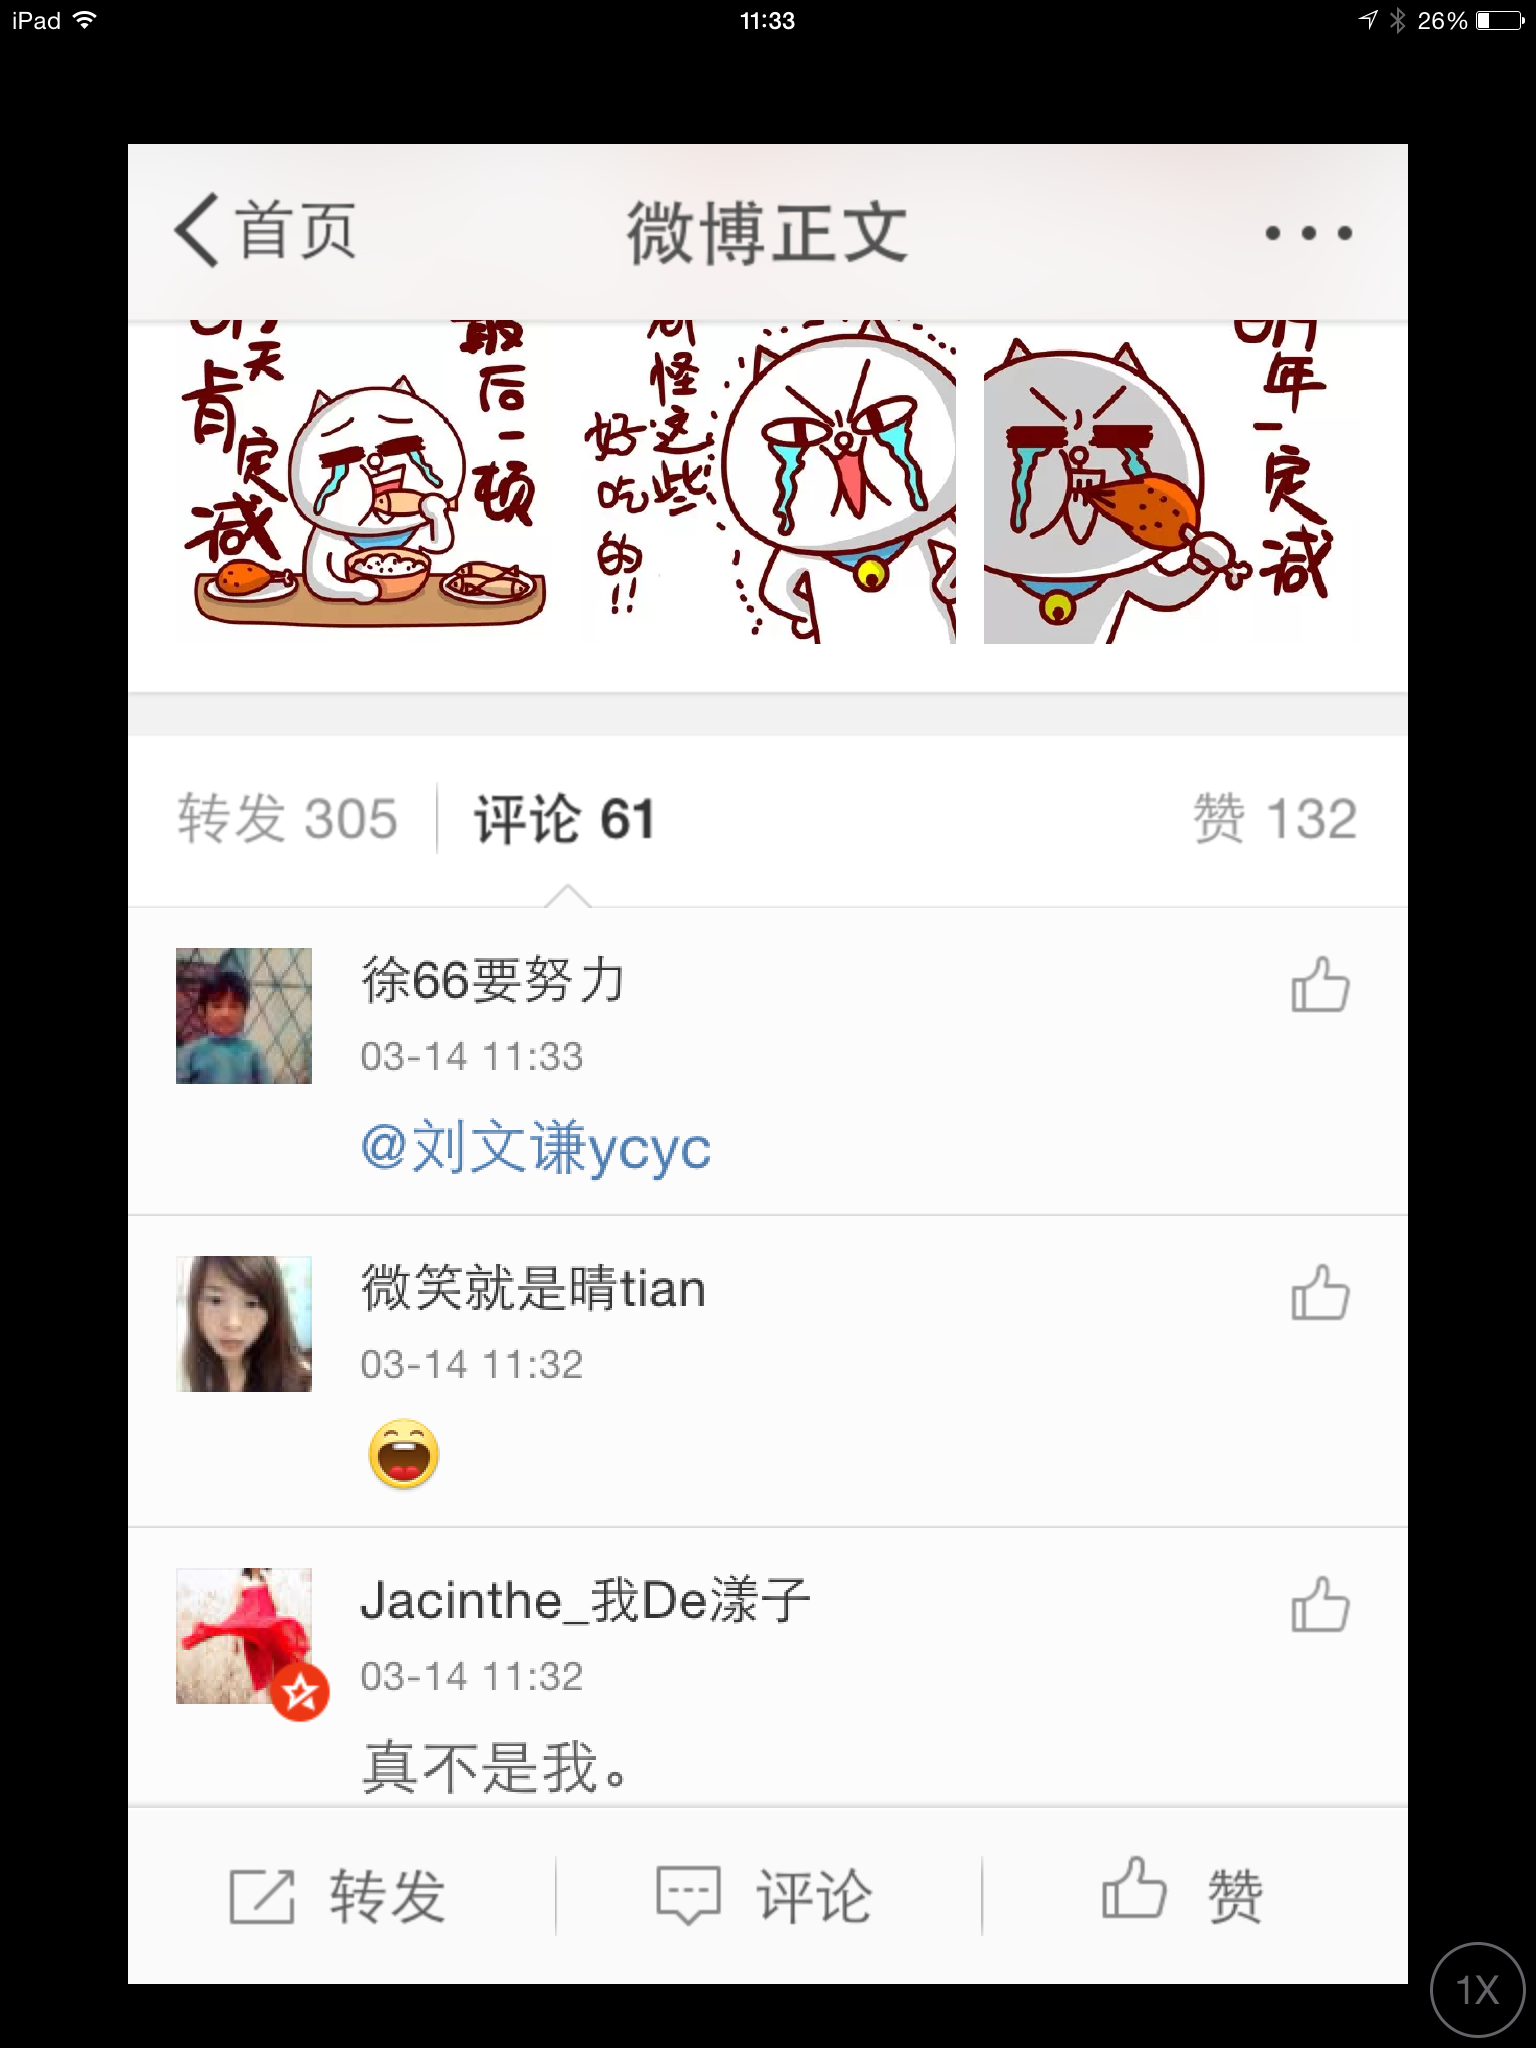 iPad
11:33
26%
首页
微博正文
天肯定减
最后一顿
怪这些
好吃的!!
年一定减
转发 305
评论 61
赞 132
徐66要努力
03-14 11:33
@刘文谦ycyc
微笑就是晴tian
03-14 11:32
Jacinthe_我De漾子
03-14 11:32
真不是我。
转发
评论
赞
1X